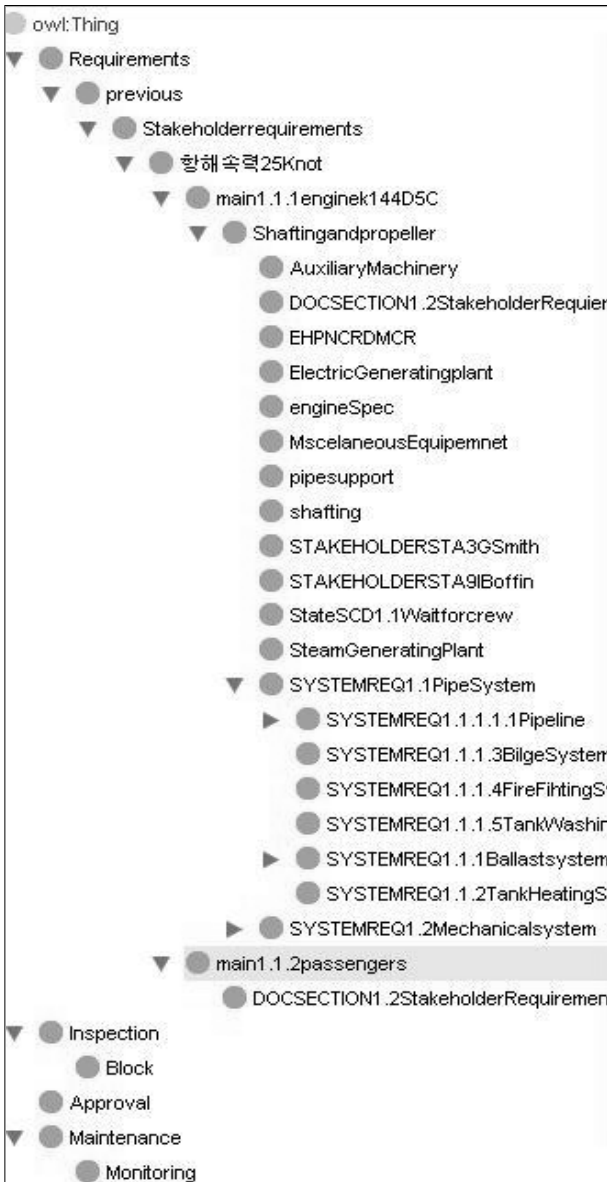 owl:Thing
Requirements
previous
Stakeholderrequirements
항해속력25Knot
main1.1.1enginek144D5C
Shaftingandpropeller
AuxiliaryMachinery
DOCSECTION1.2StakeholderRequier
EHPNCRDMCR
ElectricGeneratingplant
engineSpec
MscelaneousEquipemnet
pipesupport
shafting
STAKEHOLDERSTA3GSmith
STAKEHOLDERSTA9IBoffin
StateSCD1.1Waitforcrew
SteamGeneratingPlant
SYSTEMREQ1.1PipeSystem
SYSTEMREQ1.1.1.1.1Pipeline
SYSTEMREQ1.1.1.3BilgeSystem
SYSTEMREQ1.1.1.4FireFihtingS
SYSTEMREQ1.1.1.5TankWashin
SYSTEMREQ1.1.1Ballastsystem
SYSTEMREQ1.1.2TankHeatingS
SYSTEMREQ1.2Mechanicalsystem
main1.1.2passengers
DOCSECTION1.2StakeholderRequiremen
Inspection
Block
Approval
Maintenance
Monitoring